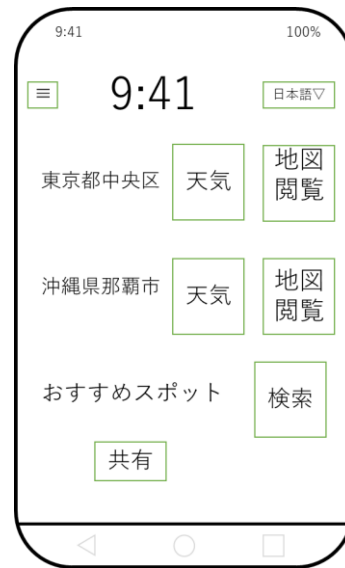 9:41 100%
≡ 9:41 日本語▽
東京都中央区 天気 地図
閲覧
沖縄県那覇市 天気 地図
閲覧
おすすめスポット 検索
共有